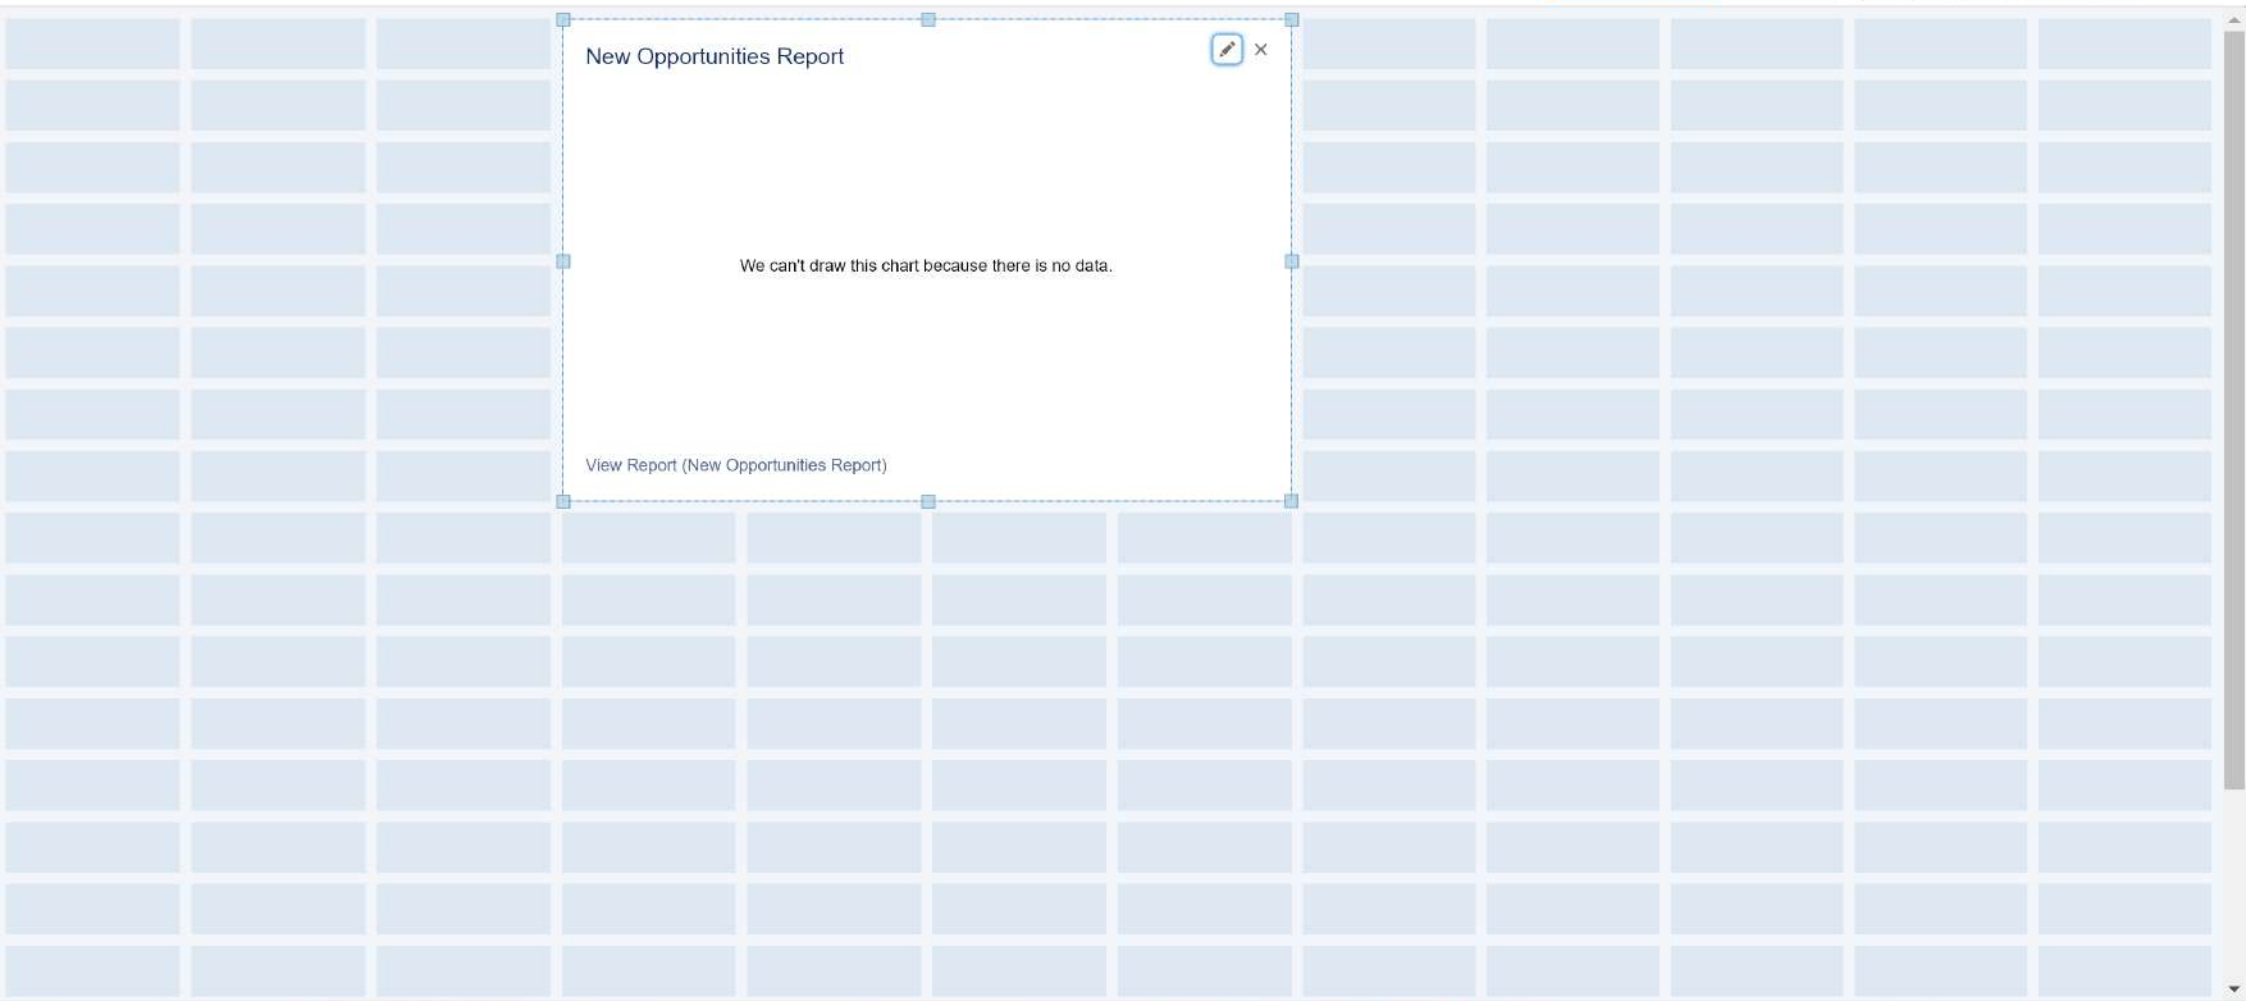 New Opportunities Report
We can't draw this chart because there is no data.
View Report (New Opportunities Report)